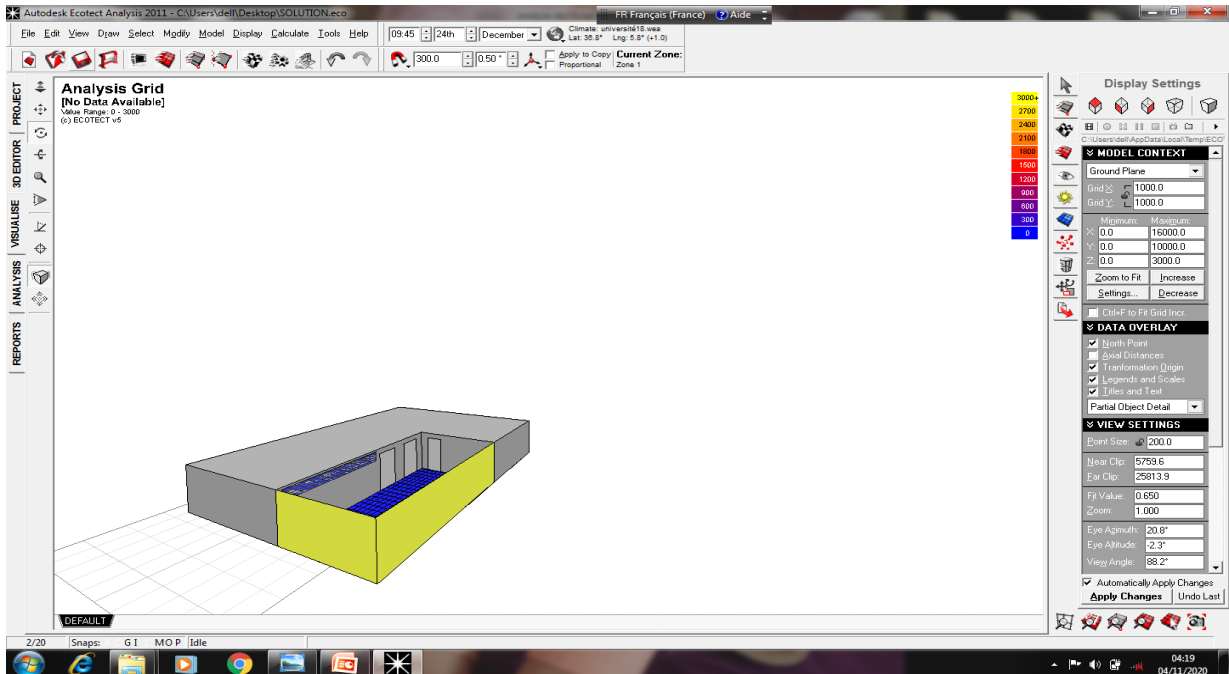 Autodesk Ecotect Analysis 2011 - C:\Users\dell\Desktop\SOLUTION.eco
FR Français (France) Aide
File Edit View Draw Select Modify Model Display Calculate Tools Help
09:45 24th December
Climate: université18.wea
Lat: 36.8° Lng: 5.8° (+1.0)
300.0 0.50 °
Apply to Copy
Proportional
Current Zone:
Zone 1
PROJECT
3D EDITOR
VISUALISE
ANALYSIS
REPORTS
Analysis Grid
[No Data Available]
Value Range: 0 - 3000
(c) ECOTECT v5
3000+
2700
2400
2100
1800
1500
1200
900
600
300
0
Display Settings
C:\Users\dell\AppData\Local\Temp\ECO
MODEL CONTEXT
Ground Plane
Grid X: 1000.0
Grid Y: 1000.0
Minimum: Maximum:
X: 0.0 16000.0
Y: 0.0 10000.0
Z: 0.0 3000.0
Zoom to Fit Increase
Settings... Decrease
Ctrl+F to Fit Grid Incr.
DATA OVERLAY
North Point
Axial Distances
Tranformation Origin
Legends and Scales
Titles and Text
Partial Object Detail
VIEW SETTINGS
Point Size: 200.0
Near Clip: 5759.6
Far Clip: 25813.9
Fit Value: 0.650
Zoom: 1.000
Eye Azimuth: 20.8°
Eye Altitude: -2.3°
View Angle: 88.2°
Automatically Apply Changes
Apply Changes Undo Last
DEFAULT
2/20 Snaps: G I M O P Idle
04:19
04/11/2020